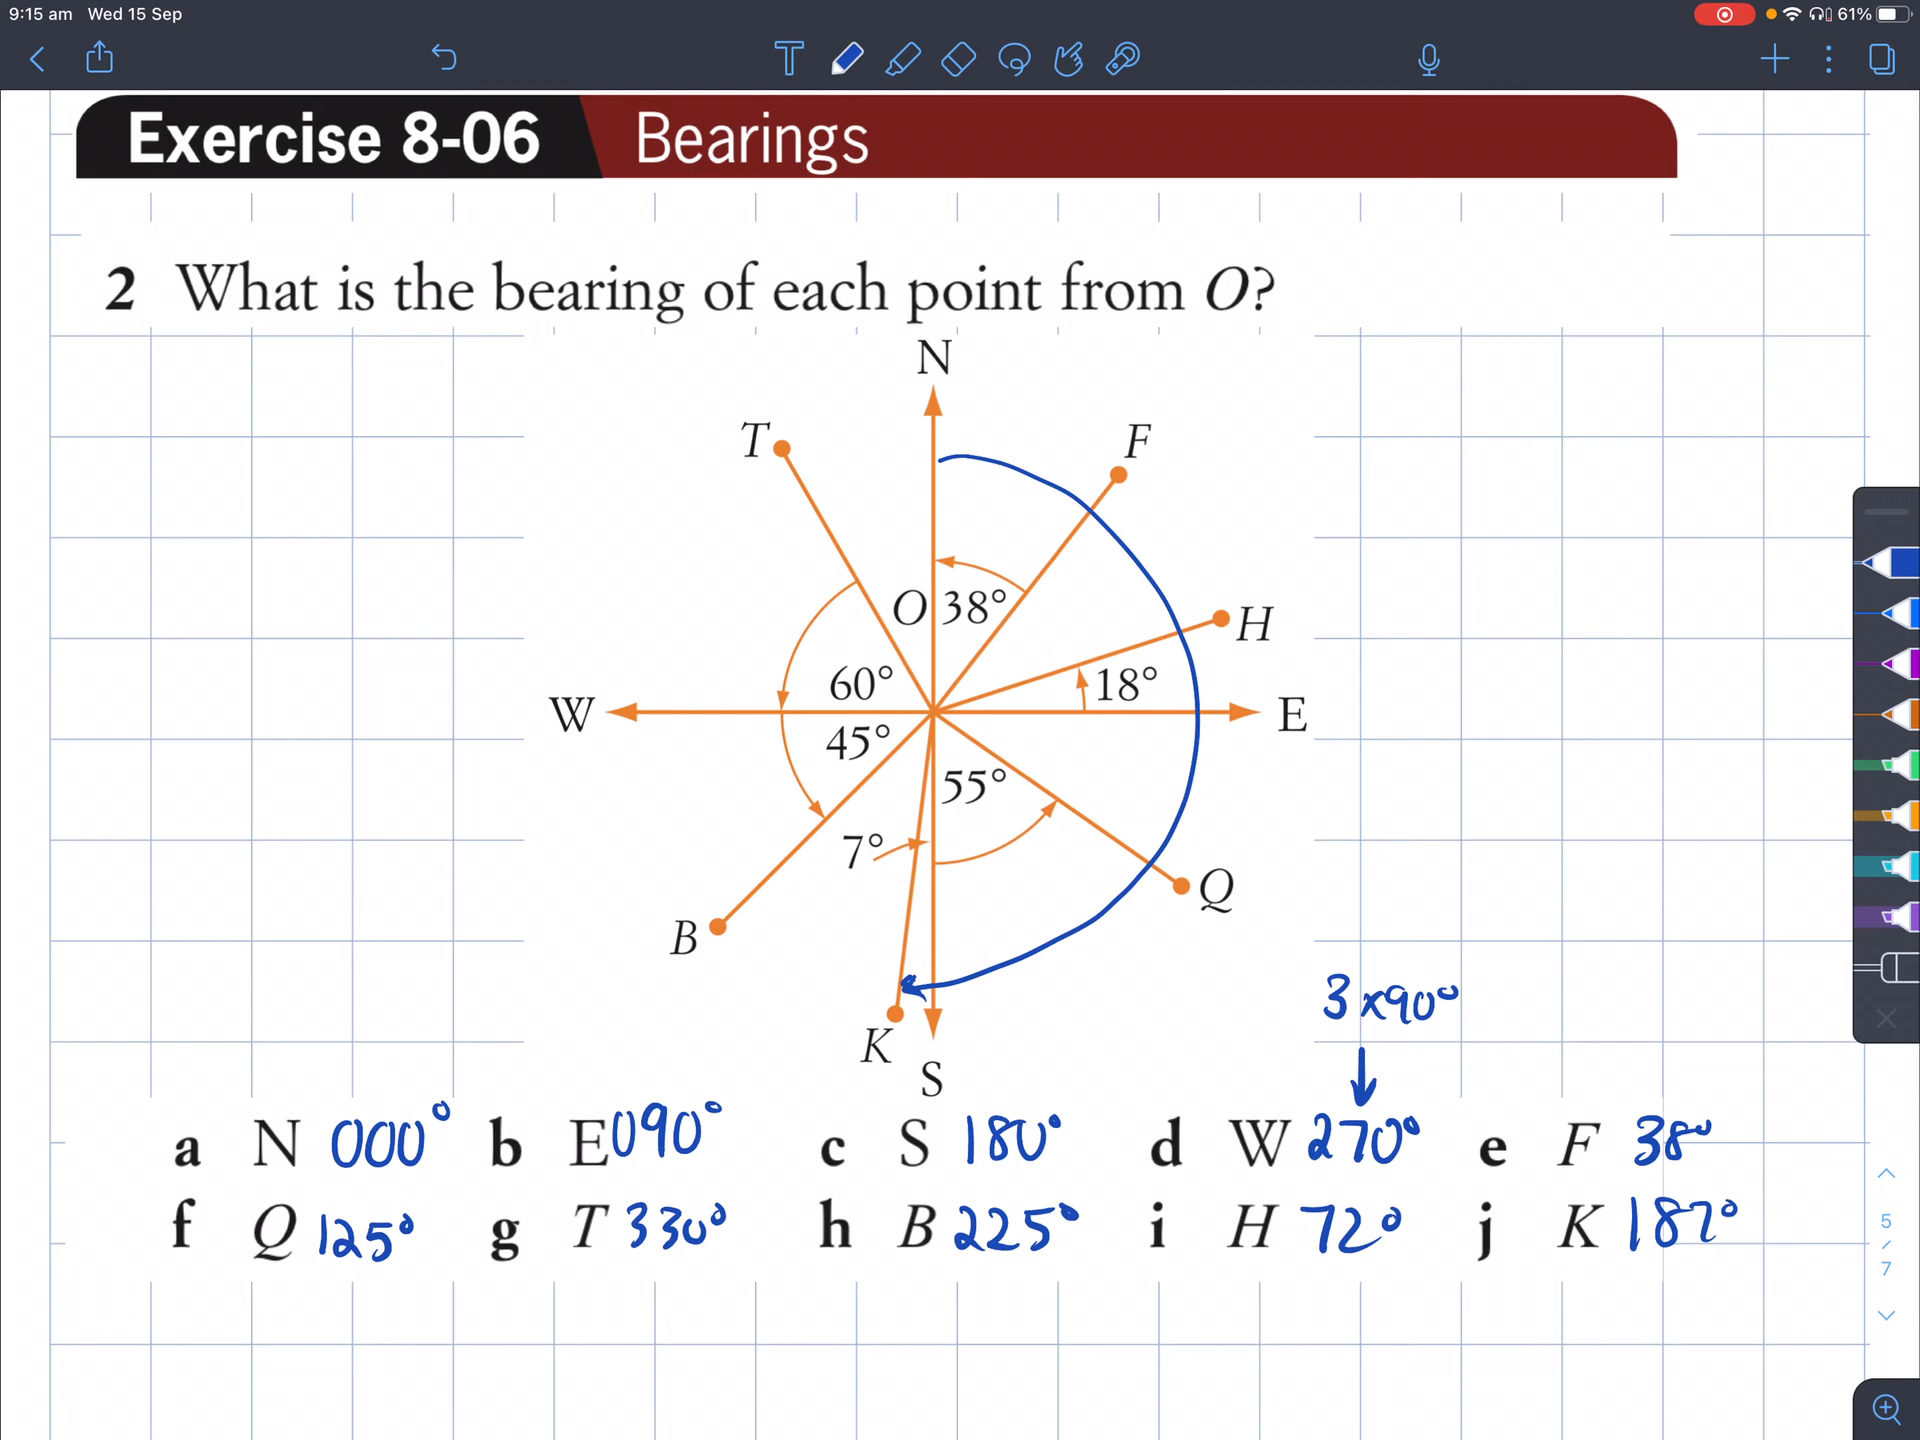 9:15 am Wed 15 Sep 61%
Exercise 8-06 Bearings
2 What is the bearing of each point from O?
N
T F
O 38° H
60° 18°
W E
45°
55°
7°
Q
B
3 x90°
K
S
a N 000° b E 090° c S 180° d W 270° e F 38°
f Q 125° g T 330° h B 225° i H 72° j K 187°
5
/
7